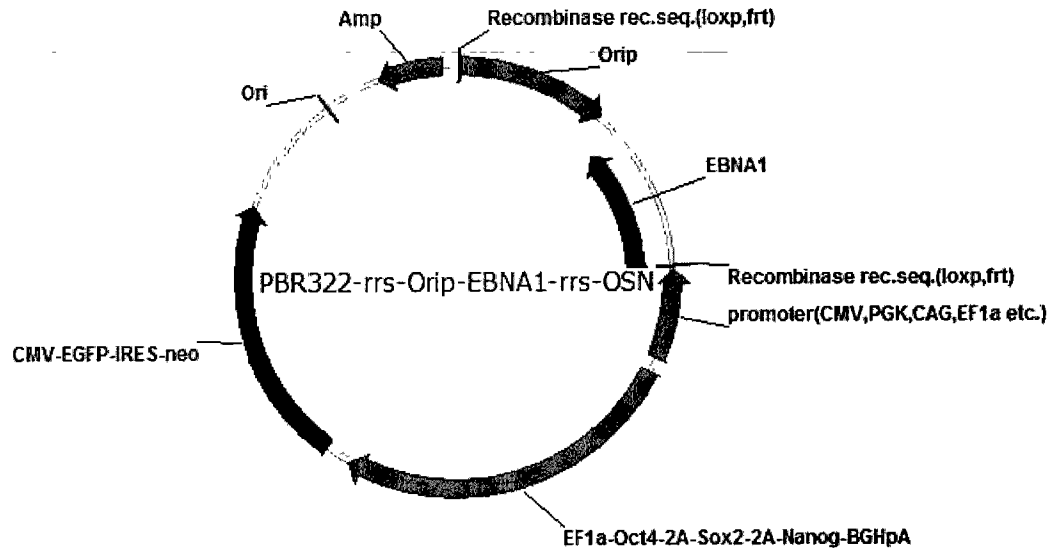 Amp
Recombinase rec.seq.(loxp,frt)
Orip
Ori
EBNA1
PBR322-rrs-Orip-EBNA1-rrs-OSN
Recombinase rec.seq.(loxp,frt)
promoter(CMV,PGK,CAG,EF1a etc.)
CMV-EGFP-IRES-neo
EF1a-Oct4-2A-Sox2-2A-Nanog-BGHpA